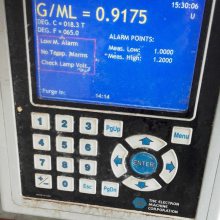 15:30:06
G/ML = 0.9175
U
DEG. C = 018.3 T
DEG. F = 065.0
ALARM POINTS:
Low M. Alarm
Meas. Low: 1.0000
No Temp. Alarms
Meas. High: 1.2000
Check Lamp Volt.
Purge In:
14:14
1 2 3 PgUp
Menu
4 5 6
ENTER
7 8 9
+/- 0 Esc PgDn
THE ELECTRON
MACHINE
CORPORATION